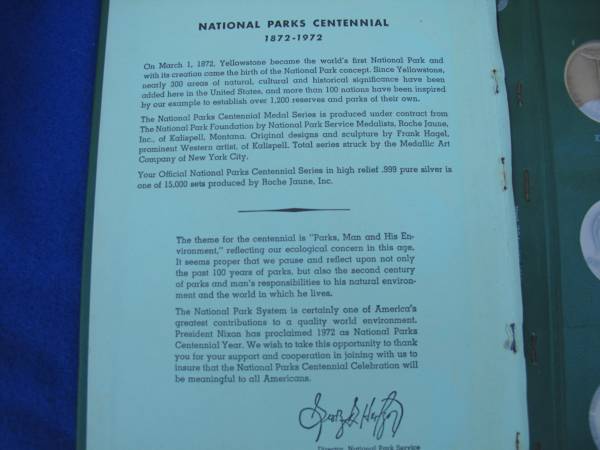 NATIONAL PARKS CENTENNIAL
1872-1972
On March 1, 1872, Yellowstone became the world's first National Park and
with its creation came the birth of the National Park concept. Since Yellowstone,
nearly 300 areas of natural, cultural and historical significance have been
added here in the United States, and more than 100 nations have been inspired
by our example to establish over 1,200 reserves and parks of their own.
The National Parks Centennial Medal Series is produced under contract from
The National Park Foundation by National Park Service Medalists, Roche Jaune,
Inc., of Kalispell, Montana. Original designs and sculpture by Frank Hagel,
prominent Western artist, of Kalispell. Total series struck by the Medallic Art
Company of New York City.
Your Official National Parks Centennial Series in high relief .999 pure silver is
one of 15,000 sets produced by Roche Jaune, Inc.
The theme for the centennial is "Parks, Man and His En-
vironment," reflecting our ecological concern in this age.
It seems proper that we pause and reflect upon not only
the past 100 years of parks, but also the second century
of parks and man's responsibilities to his natural environ-
ment and the world in which he lives.
The National Park System is certainly one of America's
greatest contributions to a quality world environment.
President Nixon has proclaimed 1972 as National Parks
Centennial Year. We wish to take this opportunity to thank
you for your support and cooperation in joining with us to
insure that the National Parks Centennial Celebration will
be meaningful to all Americans.
Director, National Park Service